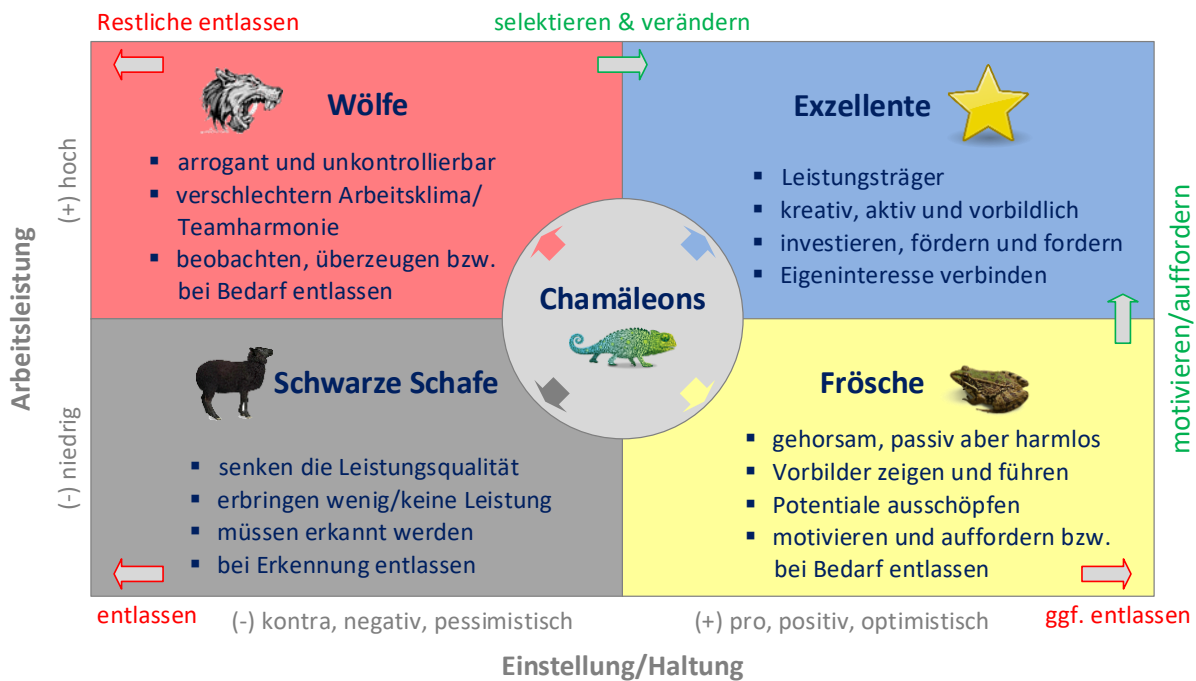 Restliche entlassen
selektieren & verändern
Wölfe
▪ arrogant und unkontrollierbar
▪ verschlechtern Arbeitsklima/
Teamharmonie
▪ beobachten, überzeugen bzw.
bei Bedarf entlassen
Exzellente
▪ Leistungsträger
▪ kreativ, aktiv und vorbildlich
▪ investieren, fördern und fordern
▪ Eigeninteresse verbinden
Chamäleons
Schwarze Schafe
▪ senken die Leistungsqualität
▪ erbringen wenig/keine Leistung
▪ müssen erkannt werden
▪ bei Erkennung entlassen
Frösche
▪ gehorsam, passiv aber harmlos
▪ Vorbilder zeigen und führen
▪ Potentiale ausschöpfen
▪ motivieren und auffordern bzw.
bei Bedarf entlassen
Arbeitsleistung
(+) hoch
(-) niedrig
motivieren/auffordern
entlassen
(-) kontra, negativ, pessimistisch
(+) pro, positiv, optimistisch
ggf. entlassen
Einstellung/Haltung